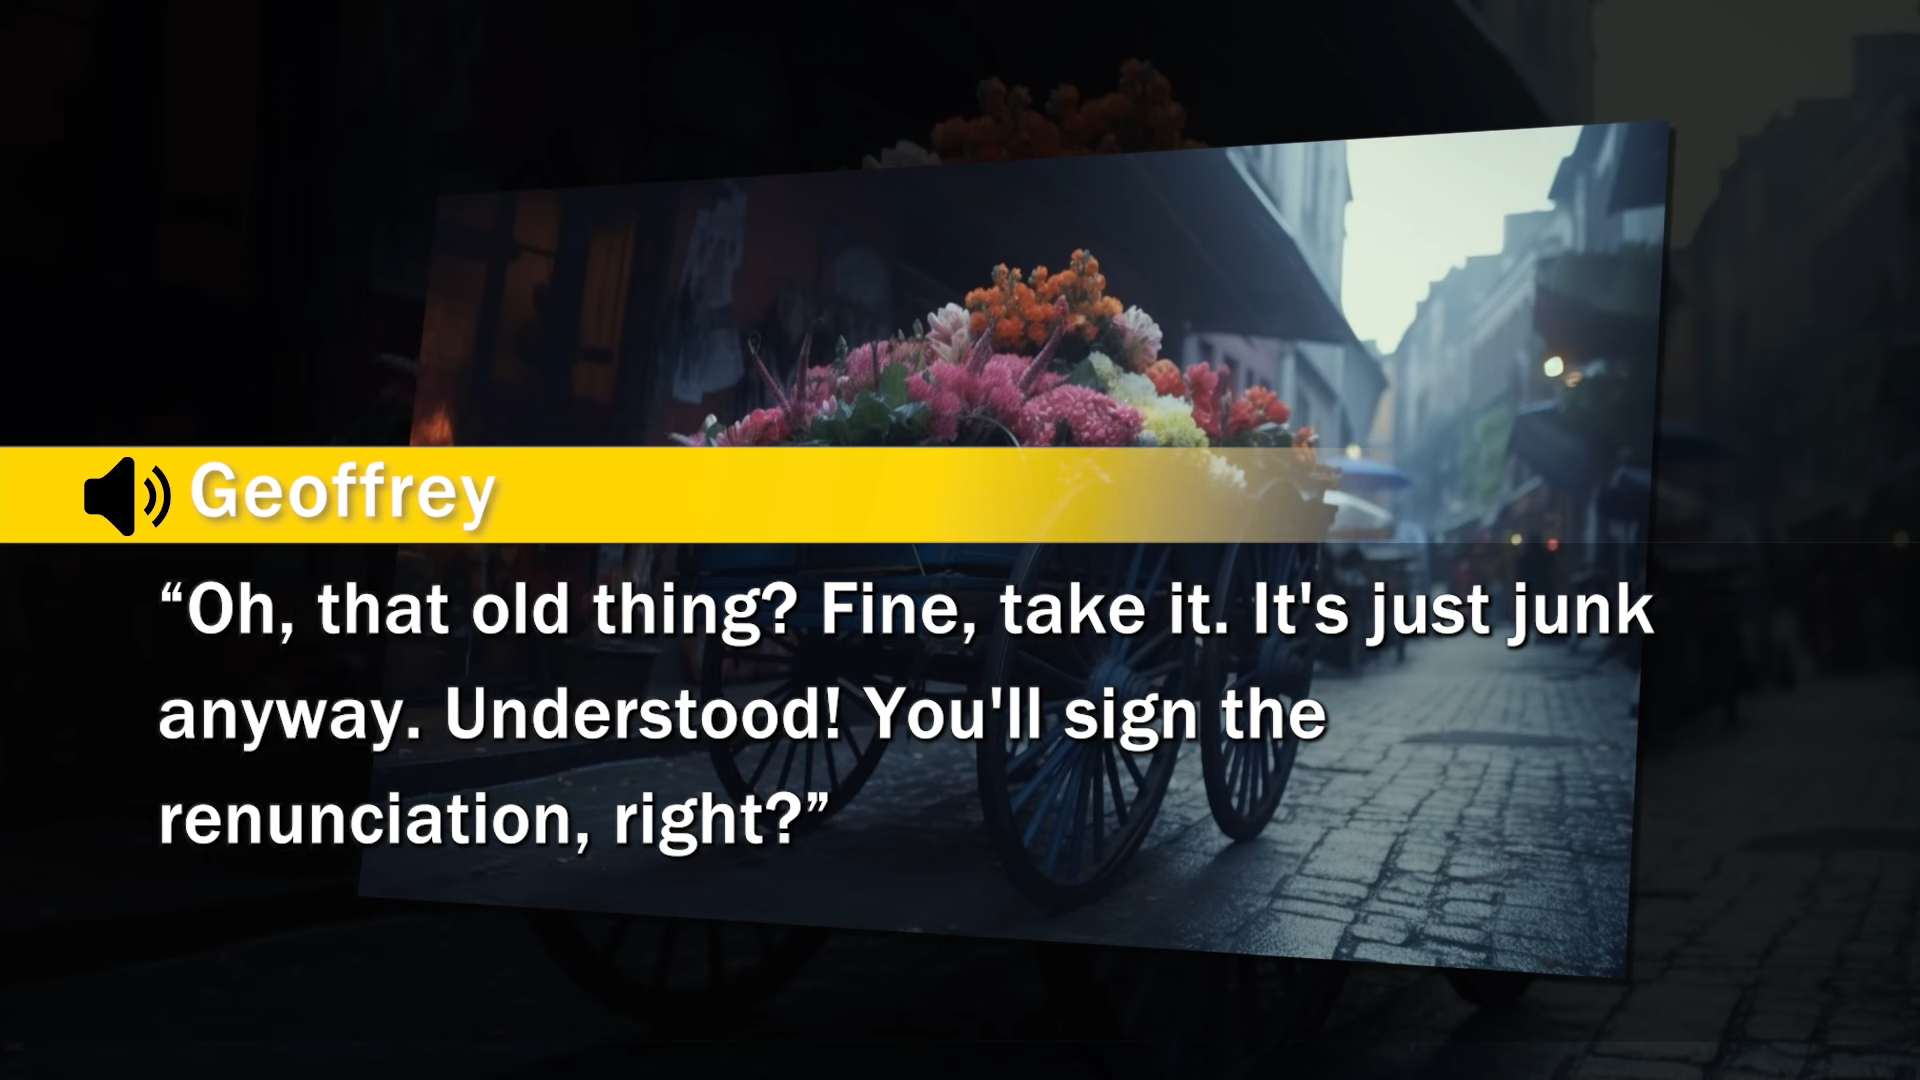 Geoffrey
“Oh, that old thing? Fine, take it. It's just junk
anyway. Understood! You'll sign the
renunciation, right?”